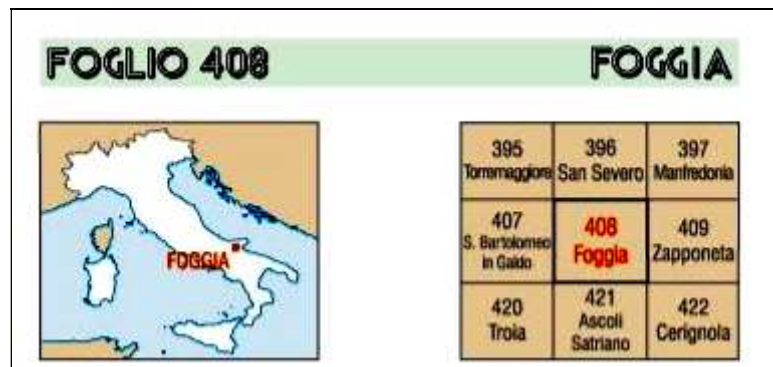 FOGLIO 408
FOGGIA
FOGGIA
395
Torremaggiore
396
San Severo
397
Manfredonia
407
S. Bartolomeo
in Galdo
408
Foggia
409
Zapponeta
420
Troia
421
Ascoli
Satriano
422
Cerignola